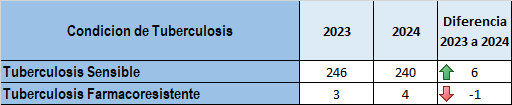 Condicion de Tuberculosis 2023 2024 Diferencia 2023 a 2024
Tuberculosis Sensible 246 240 6
Tuberculosis Farmacoresistente 3 4 -1